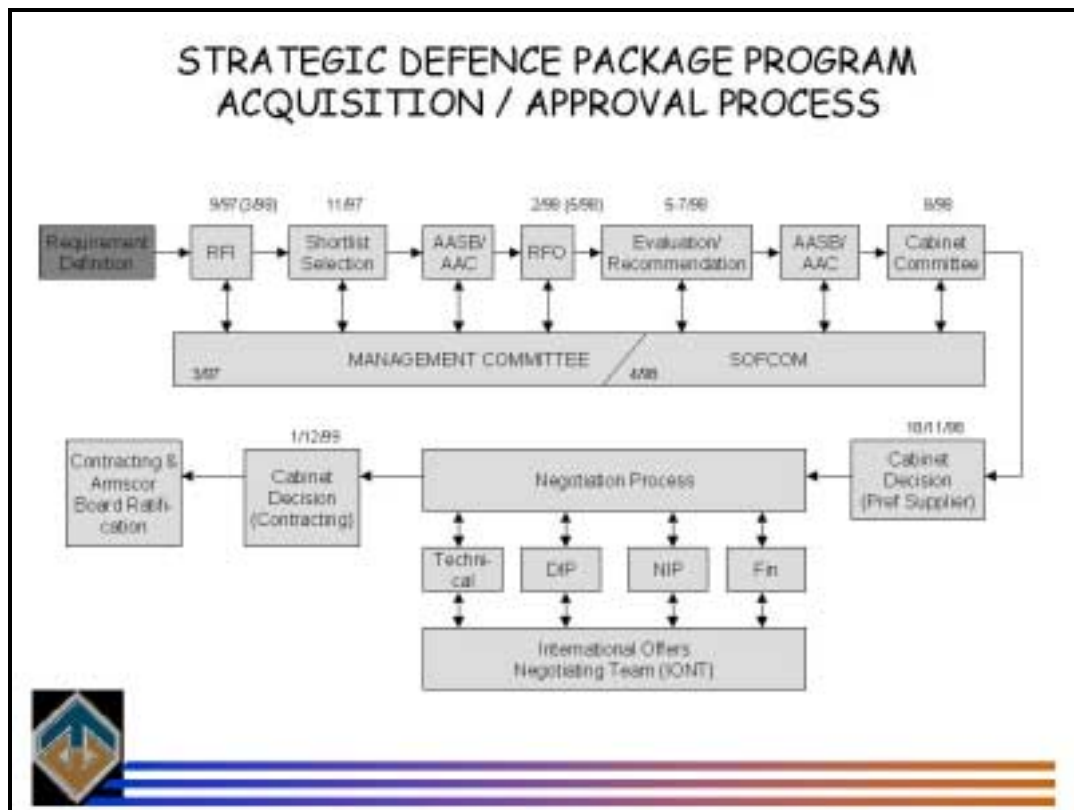 STRATEGIC DEFENCE PACKAGE PROGRAM
ACQUISITION / APPROVAL PROCESS
9/97 (3/98)
11/97
2/98 (5/98)
5-7/98
8/98
Requirement
Definition
RFI
Shortlist
Selection
AASB/
AAC
RFO
Evaluation/
Recommendation
AASB/
AAC
Cabinet
Committee
MANAGEMENT COMMITTEE
SOFCOM
3/97
4/98
Contracting &
Armscor
Board Ratifi-
cation
1/12/99
Cabinet
Decision
(Contracting)
Negotiation Process
18/11/98
Cabinet
Decision
(Pref Supplier)
Techni-
cal
DIP
NIP
Fin
International Offers
Negotiating Team (IONT)